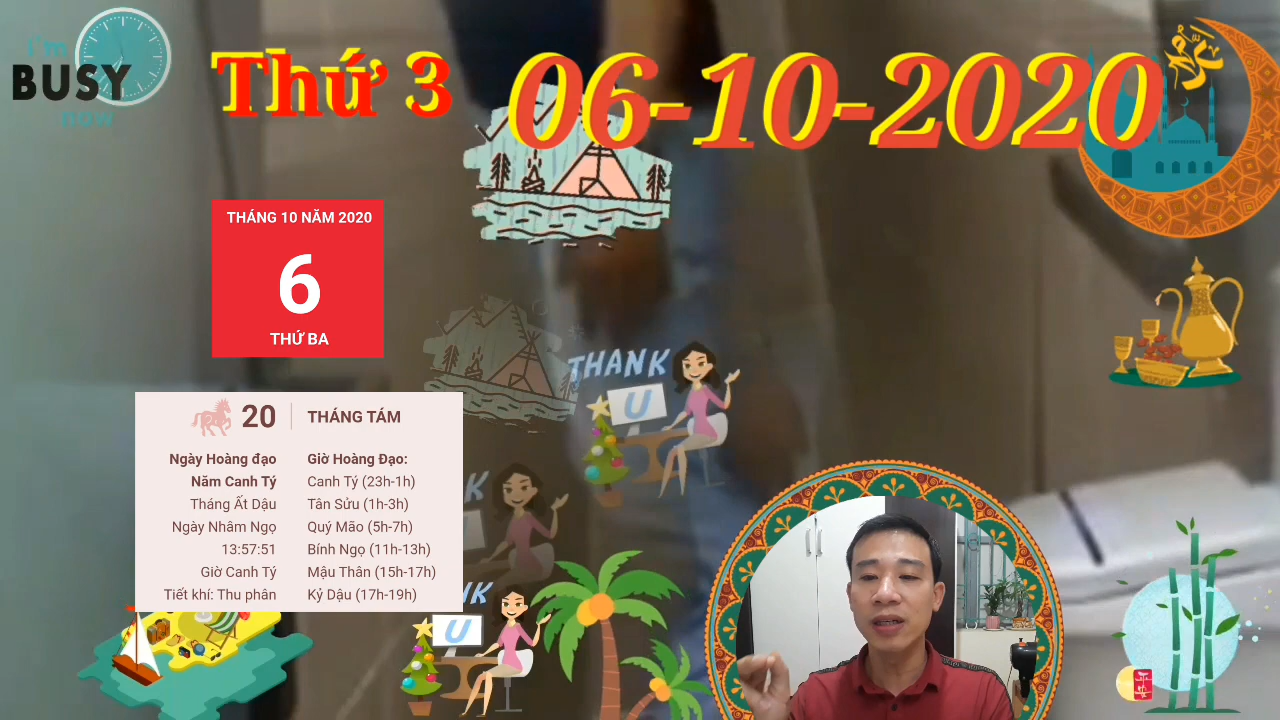 i'm
BUSY
now
Thứ 3
06-10-2020
THÁNG 10 NĂM 2020
6
THỨ BA
20
THÁNG TÁM
Ngày Hoàng đạo
Năm Canh Tý
Tháng Ất Dậu
Ngày Nhâm Ngọ
13:57:51
Giờ Canh Tý
Tiết khí: Thu phân
Giờ Hoàng Đạo:
Canh Tý (23h-1h)
Tân Sửu (1h-3h)
Quý Mão (5h-7h)
Bính Ngọ (11h-13h)
Mậu Thân (15h-17h)
Kỷ Dậu (17h-19h)
THANK
U
K
NK
U